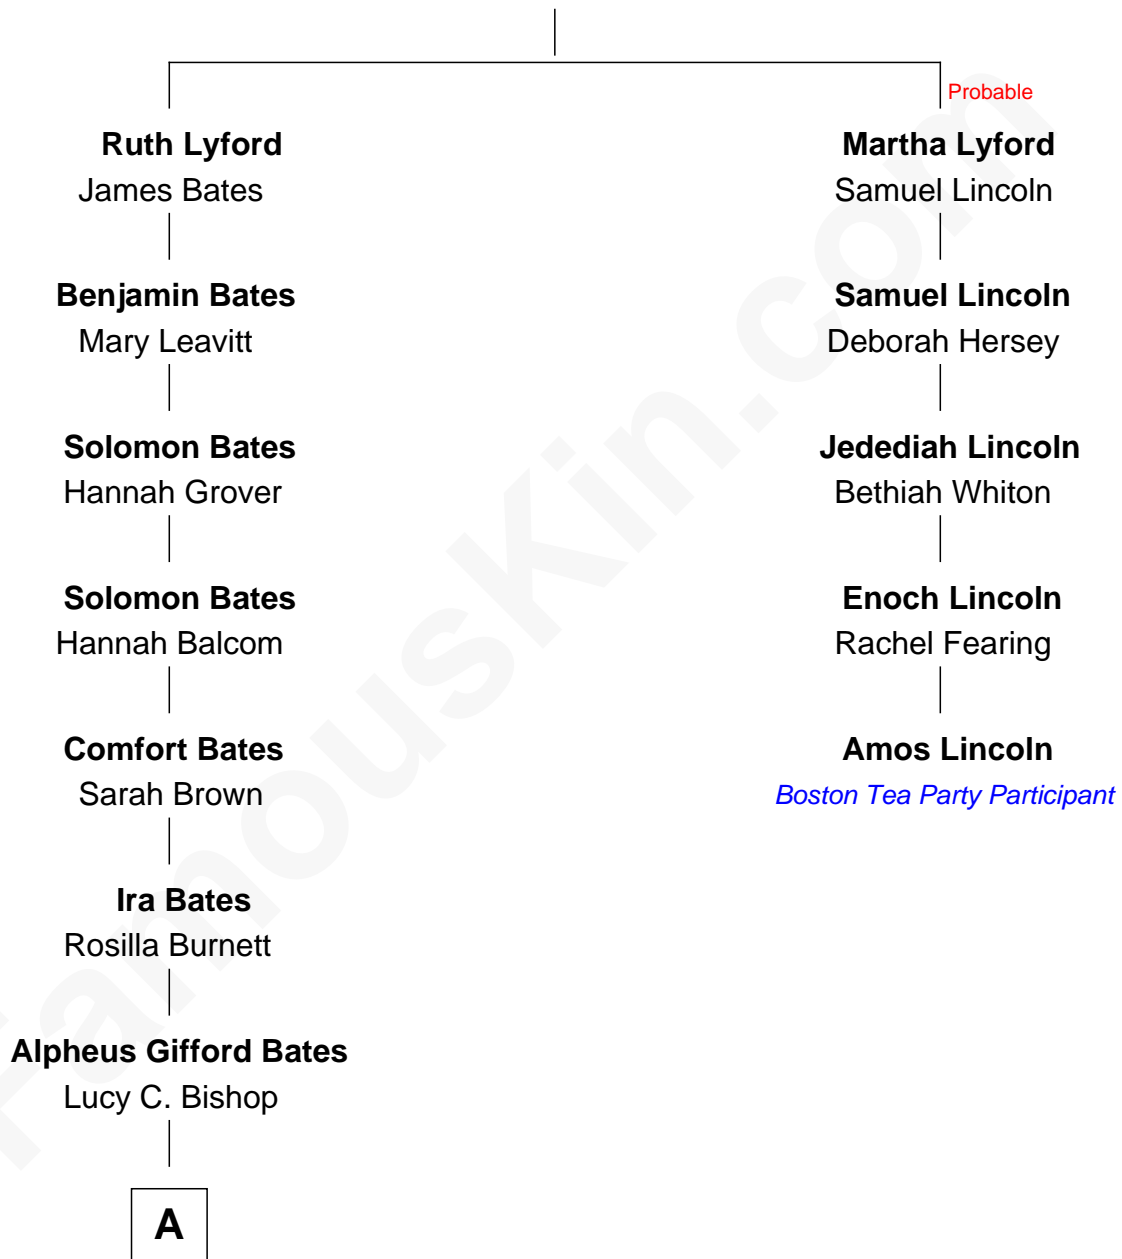 Probable
Ruth Lyford
James Bates
Martha Lyford
Samuel Lincoln
Benjamin Bates
Mary Leavitt
Samuel Lincoln
Deborah Hersey
Solomon Bates
Hannah Grover
Jedediah Lincoln
Bethiah Whiton
Solomon Bates
Hannah Balcom
Enoch Lincoln
Rachel Fearing
Comfort Bates
Sarah Brown
Amos Lincoln
Boston Tea Party Participant
Ira Bates
Rosilla Burnett
Alpheus Gifford Bates
Lucy C. Bishop
A
FamousKin.com